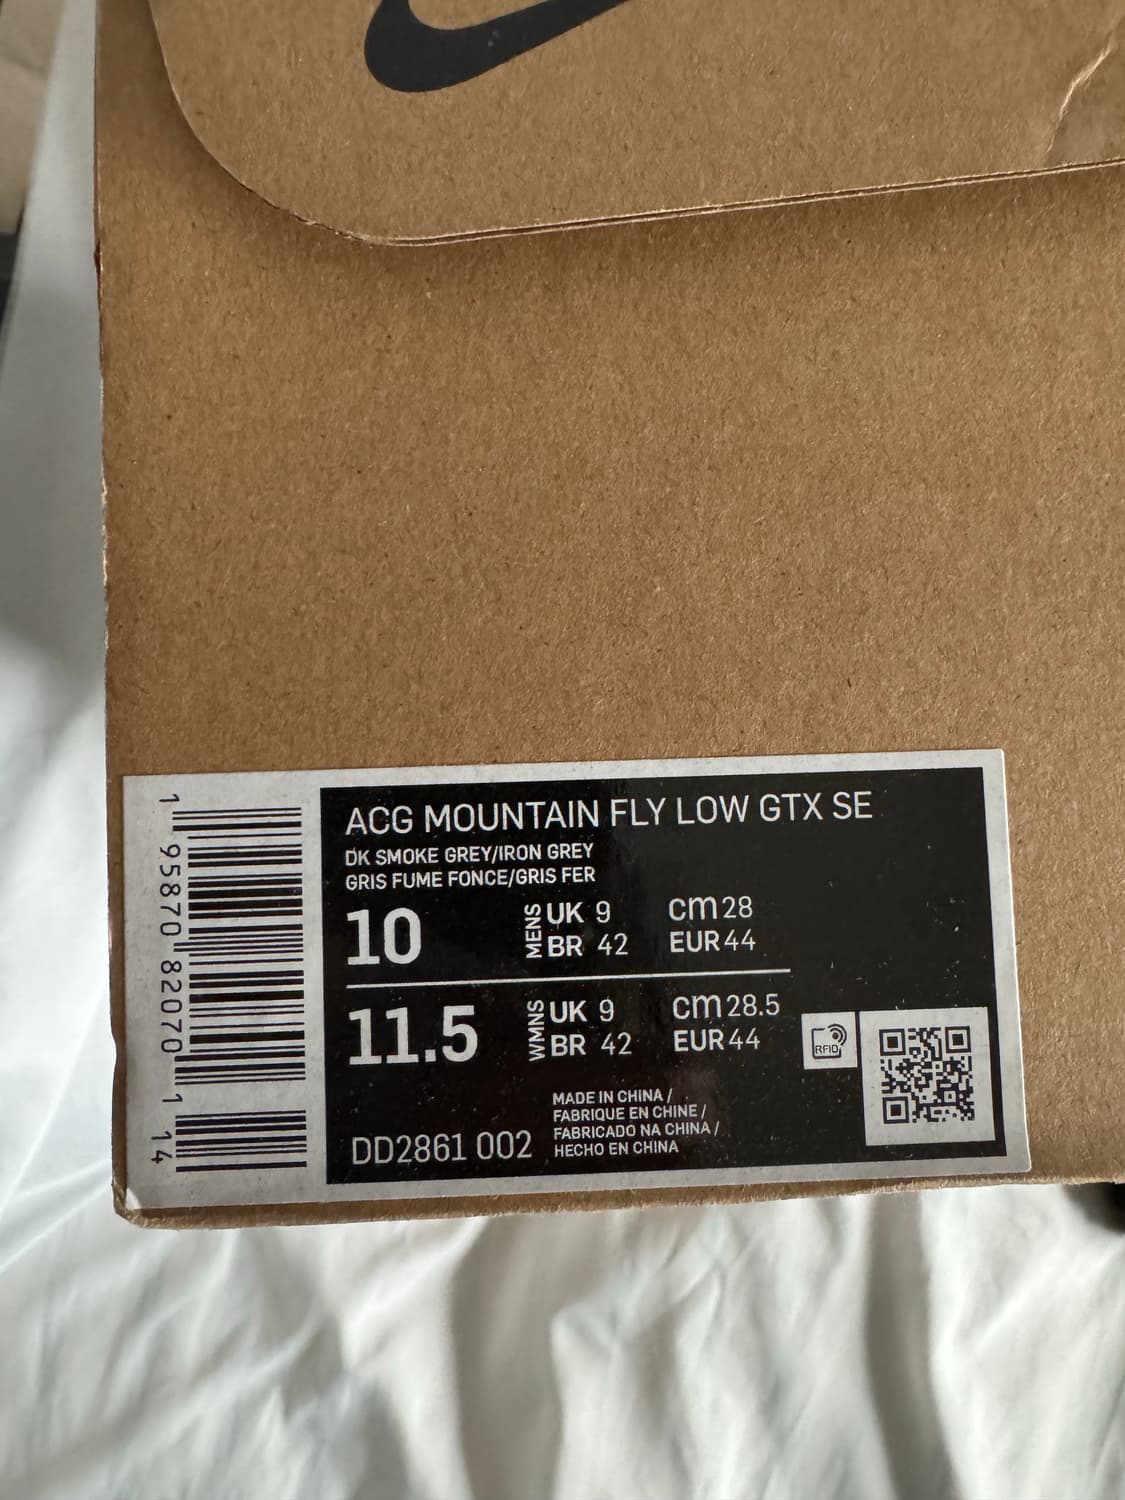 ACG MOUNTAIN FLY LOW GTX SE
DK SMOKE GREY/IRON GREY
GRIS FUME FONCE/GRIS FER
10 MENS UK 9 cm 28
BR 42 EUR 44
11.5 WMNS UK 9 cm 28.5
BR 42 EUR 44
RFID
MADE IN CHINA /
FABRIQUE EN CHINE /
FABRICADO NA CHINA /
HECHO EN CHINA
DD2861 002
1 95870 82070 1 14